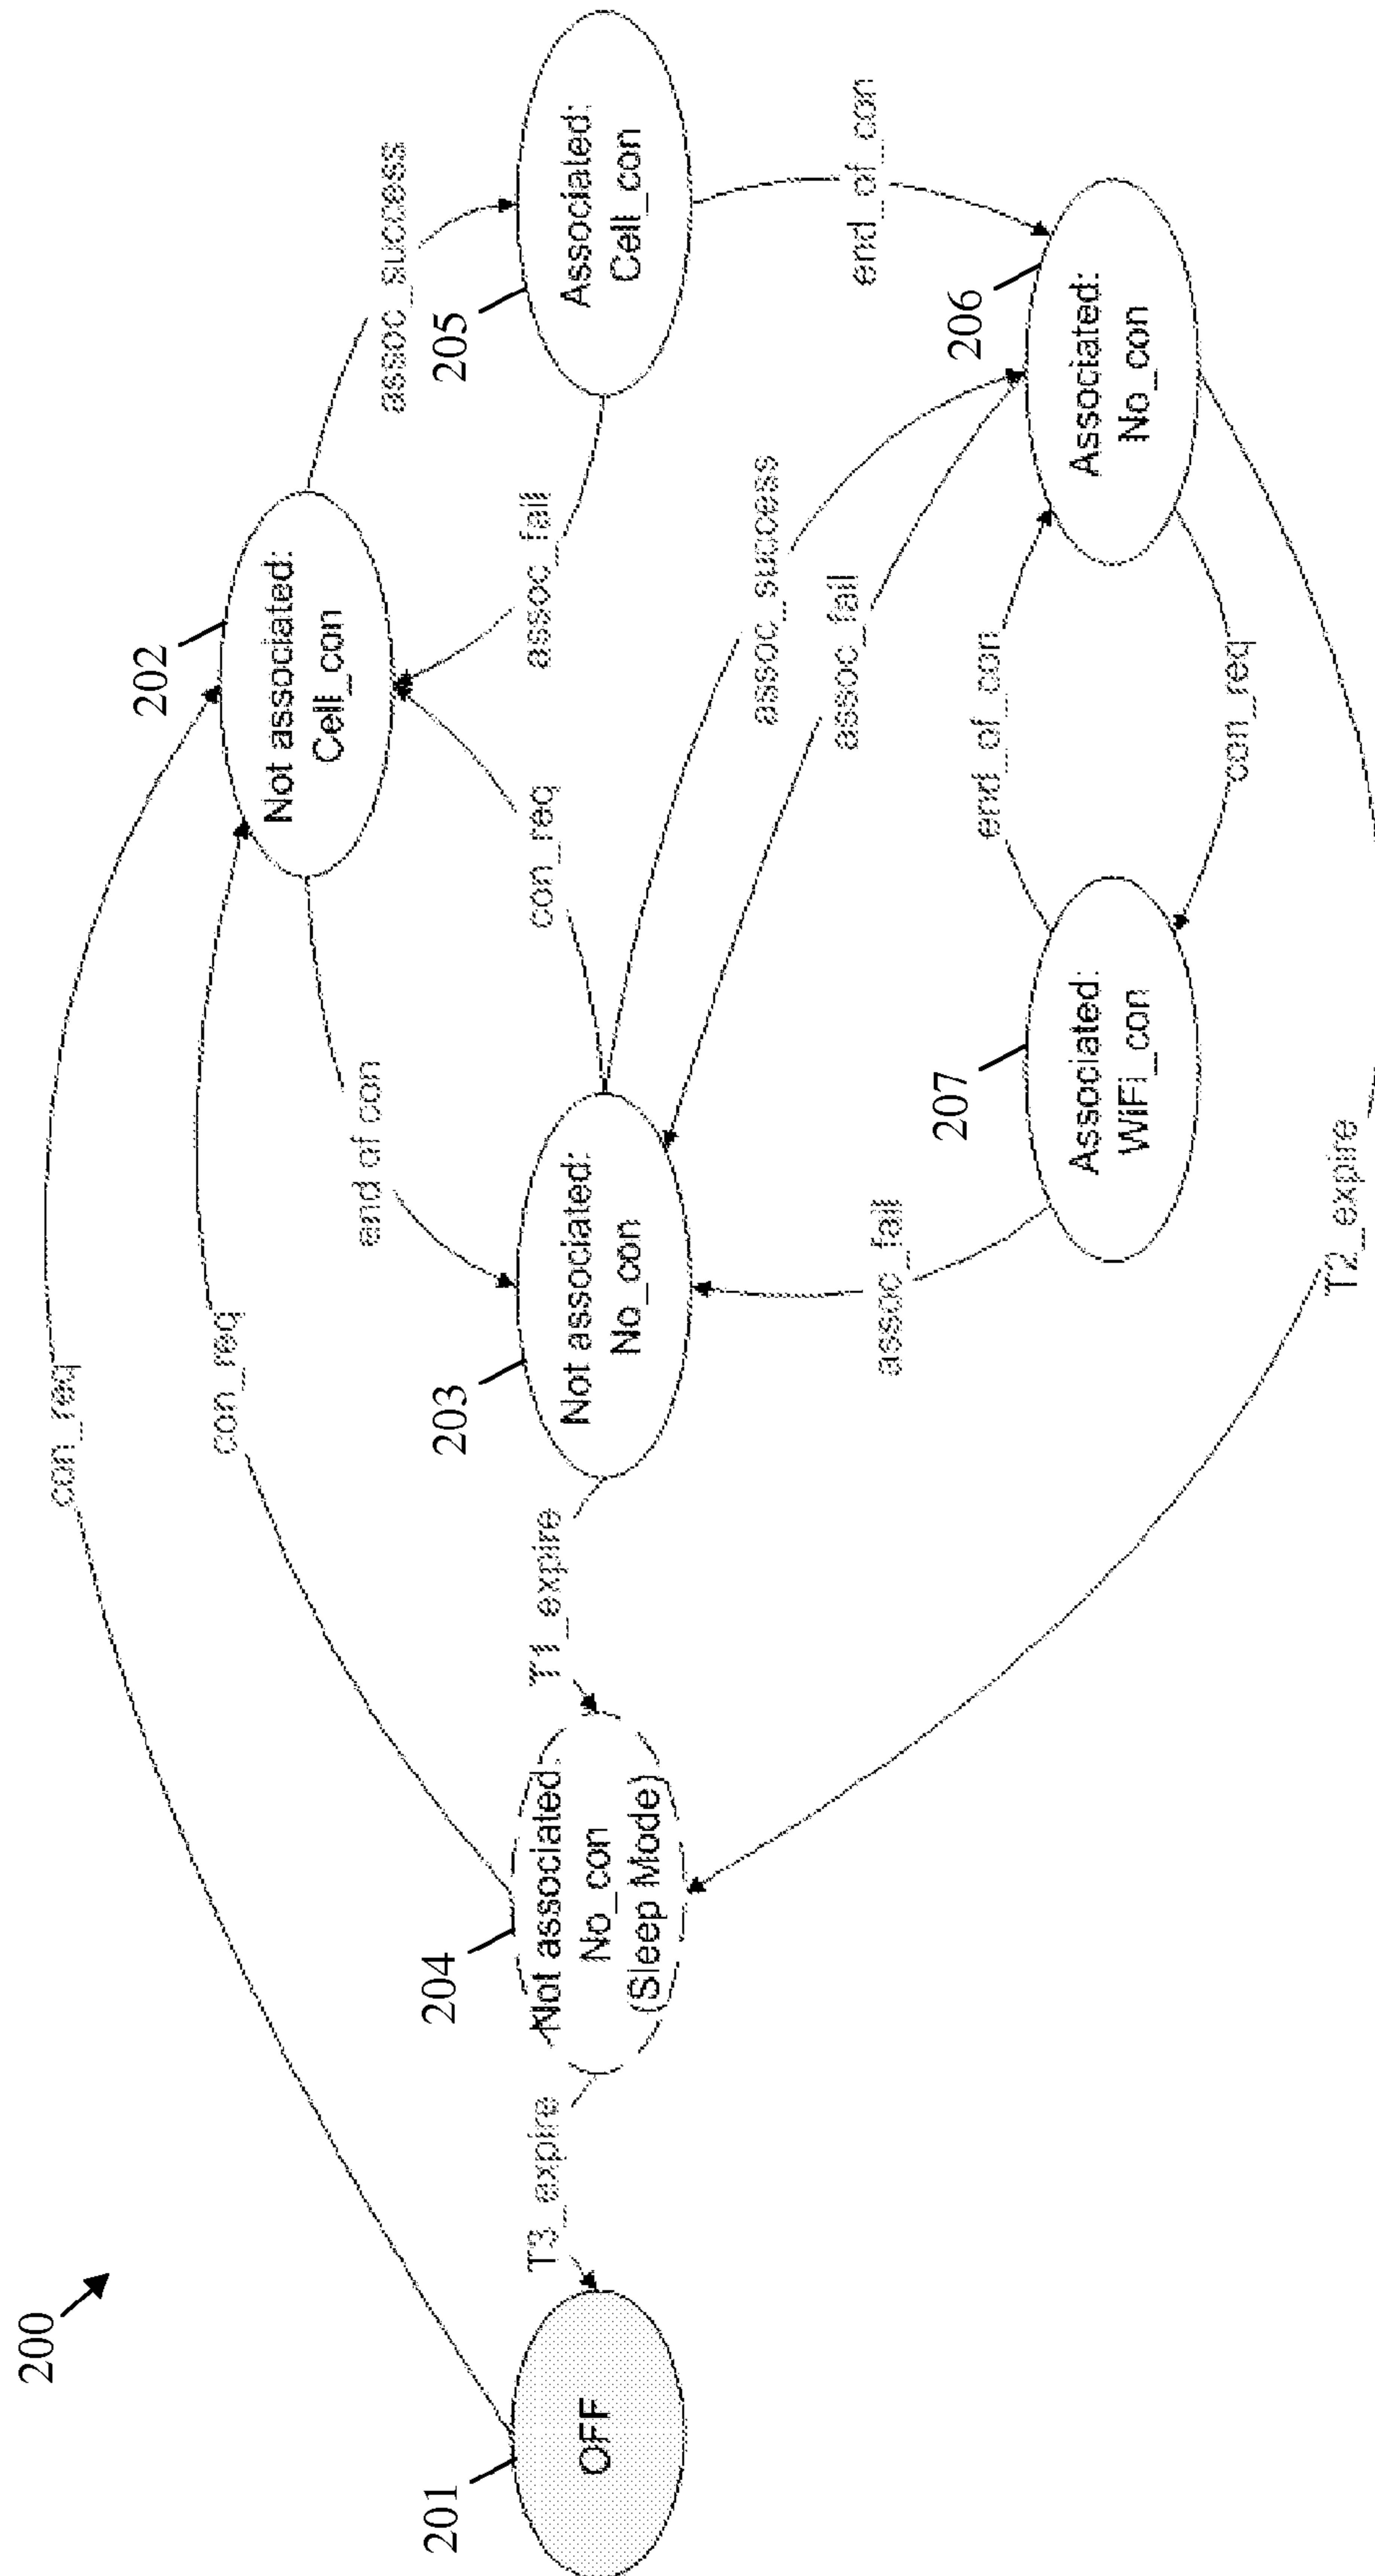 200
con_req
con_req
202
Not associated:
Cell_con
assoc_success
end of con
con_req
assoc_fail
205
Associated:
Cell_con
201
OFF
T3_expire
204
Not associated:
No_con
(Sleep Mode)
T1_expire
203
Not associated:
No_con
assoc_success
assoc_fail
end_of_con
assoc_fail
207
Associated:
WiFi_con
end_of_con
con_req
206
Associated:
No_con
T2_expire